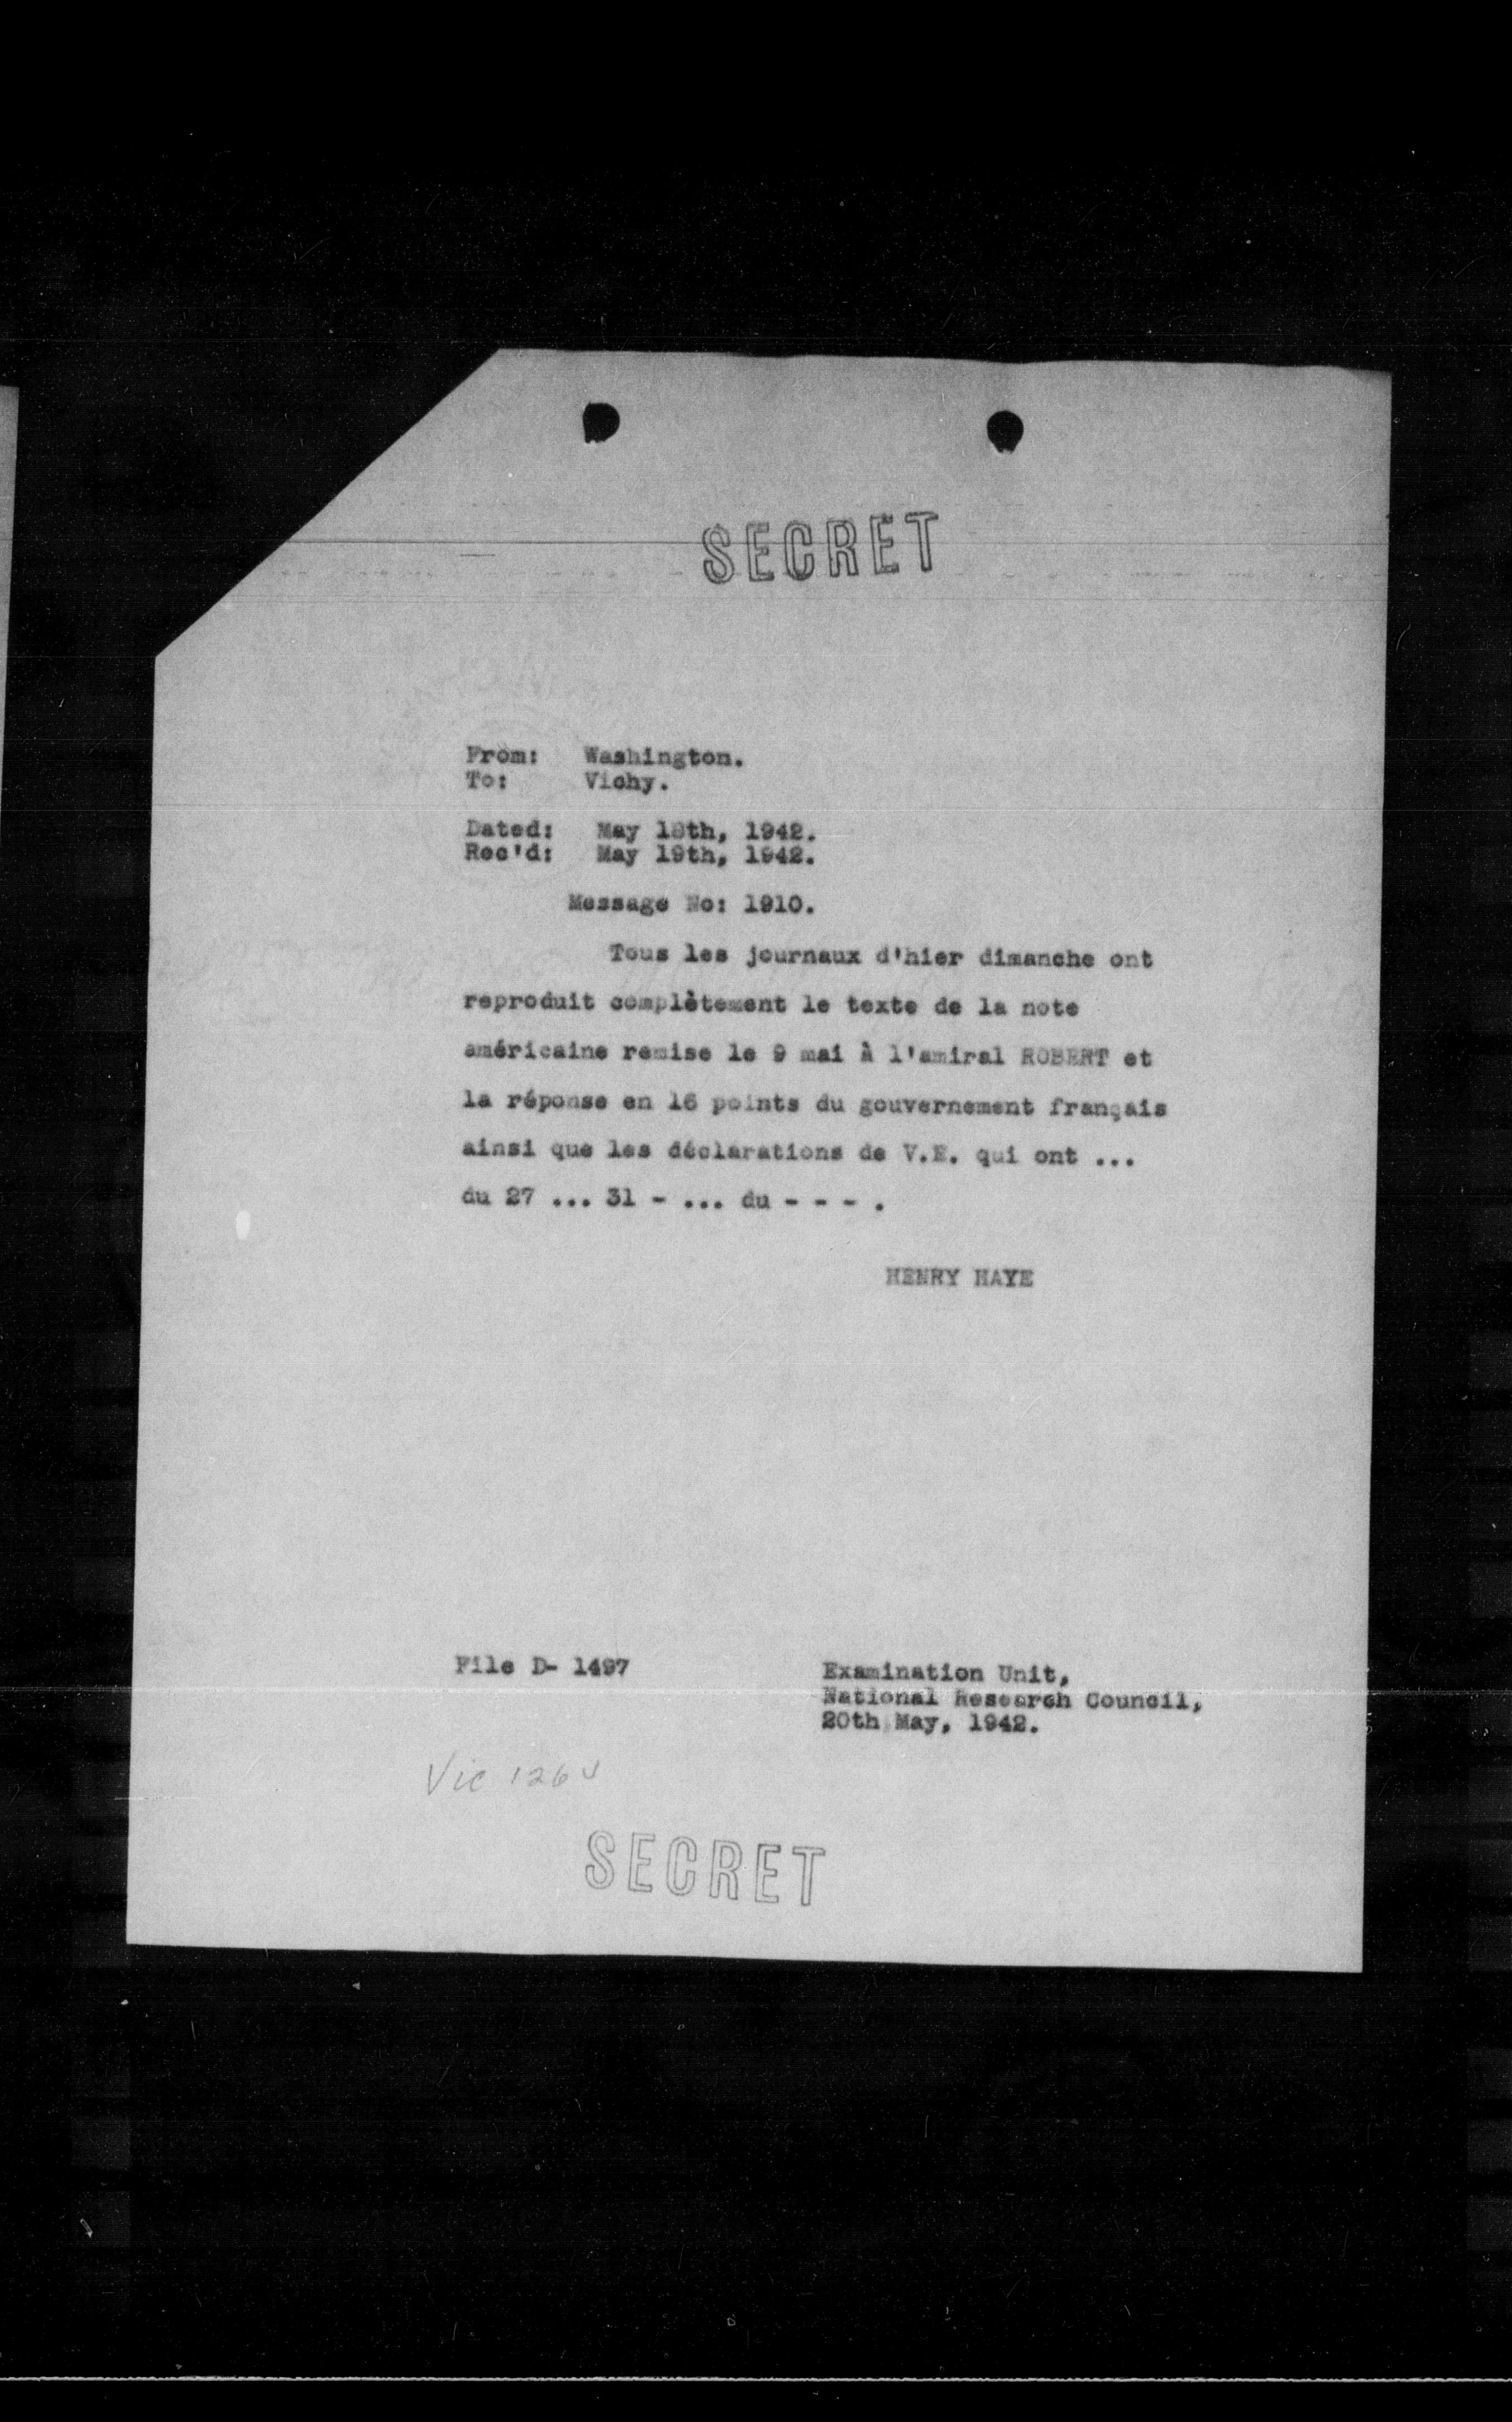 SECRET
From: Washington.
To: Vichy.
Dated: May 18th, 1942.
Rec'd: May 19th, 1942.
Message No: 1910.
Tous les journaux d'hier dimanche ont
reproduit complètement le texte de la note
américaine remise le 9 mai à l'amiral ROBERT et
la réponse en 16 points du gouvernement français
ainsi que les déclarations de V.E. qui ont ...
du 27 ... 31 - ... du - - - .
HENRY HAYE
File D- 1497
Examination Unit,
National Research Council,
20th May, 1942.
Vic
SECRET